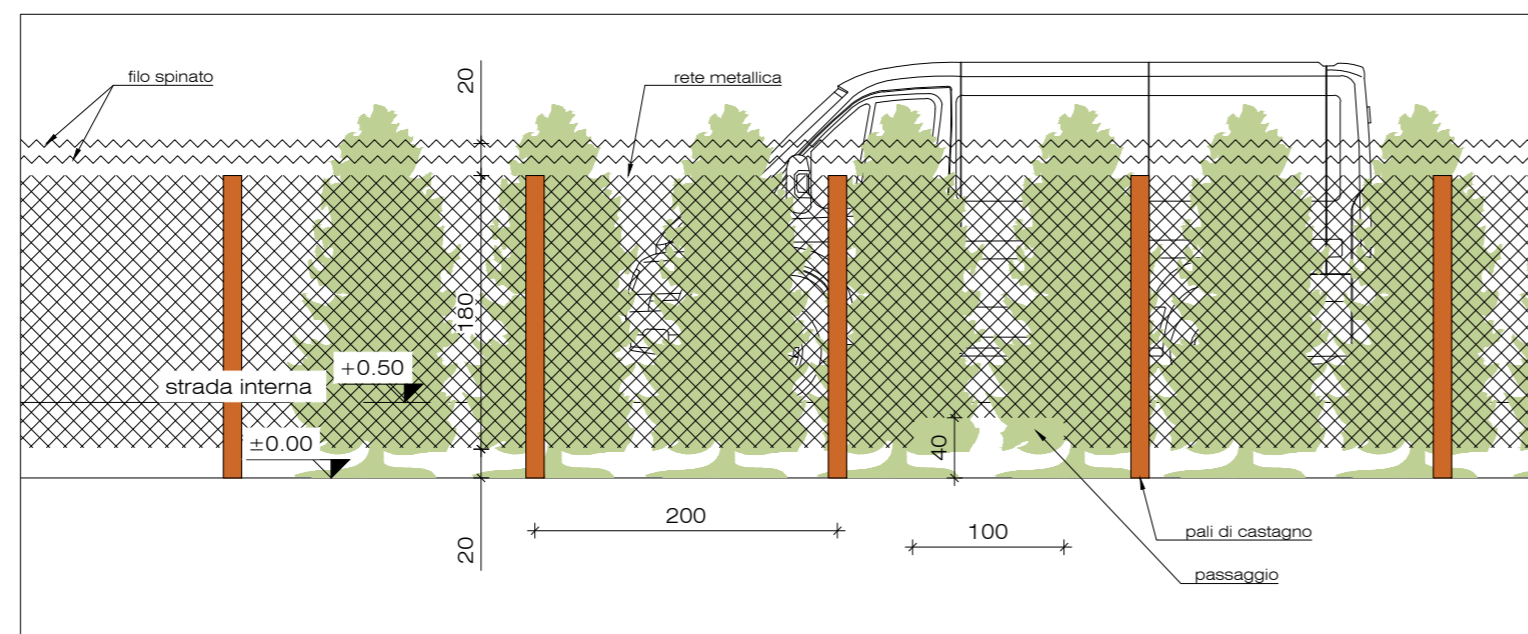 20
filo spinato
rete metallica
180
+0.50
strada interna
±0.00
40
200
100
20
pali di castagno
passaggio